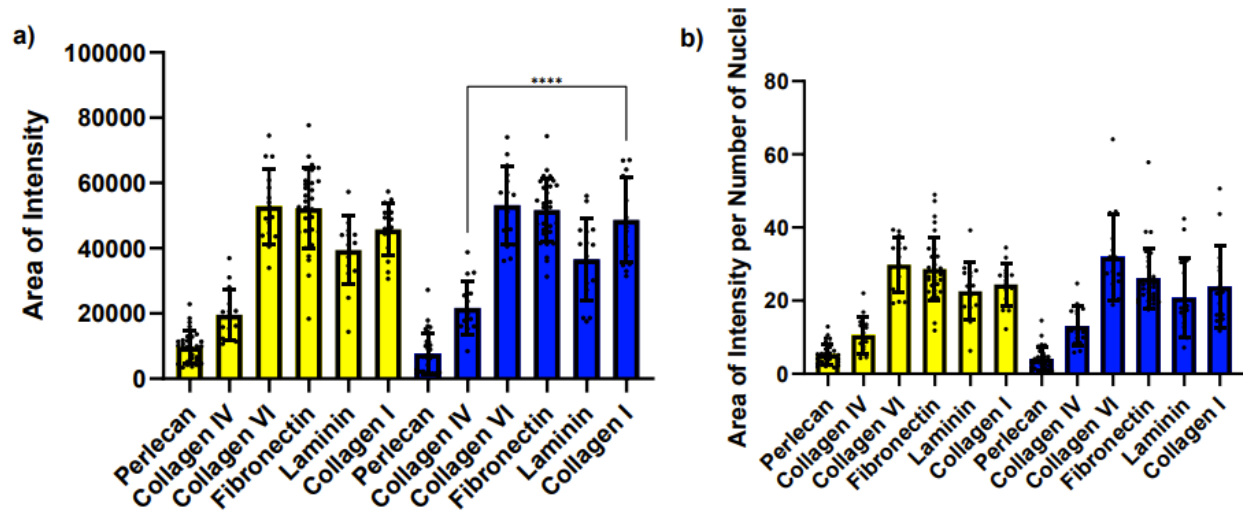 a)
Area of Intensity
100000
80000
60000
40000
20000
0
****
Perlecan
Collagen IV
Collagen VI
Fibronectin
Laminin
Collagen I
Perlecan
Collagen IV
Collagen VI
Fibronectin
Laminin
Collagen I
b)
Area of Intensity per Number of Nuclei
80
60
40
20
0
Perlecan
Collagen IV
Collagen VI
Fibronectin
Laminin
Collagen I
Perlecan
Collagen IV
Collagen VI
Fibronectin
Laminin
Collagen I